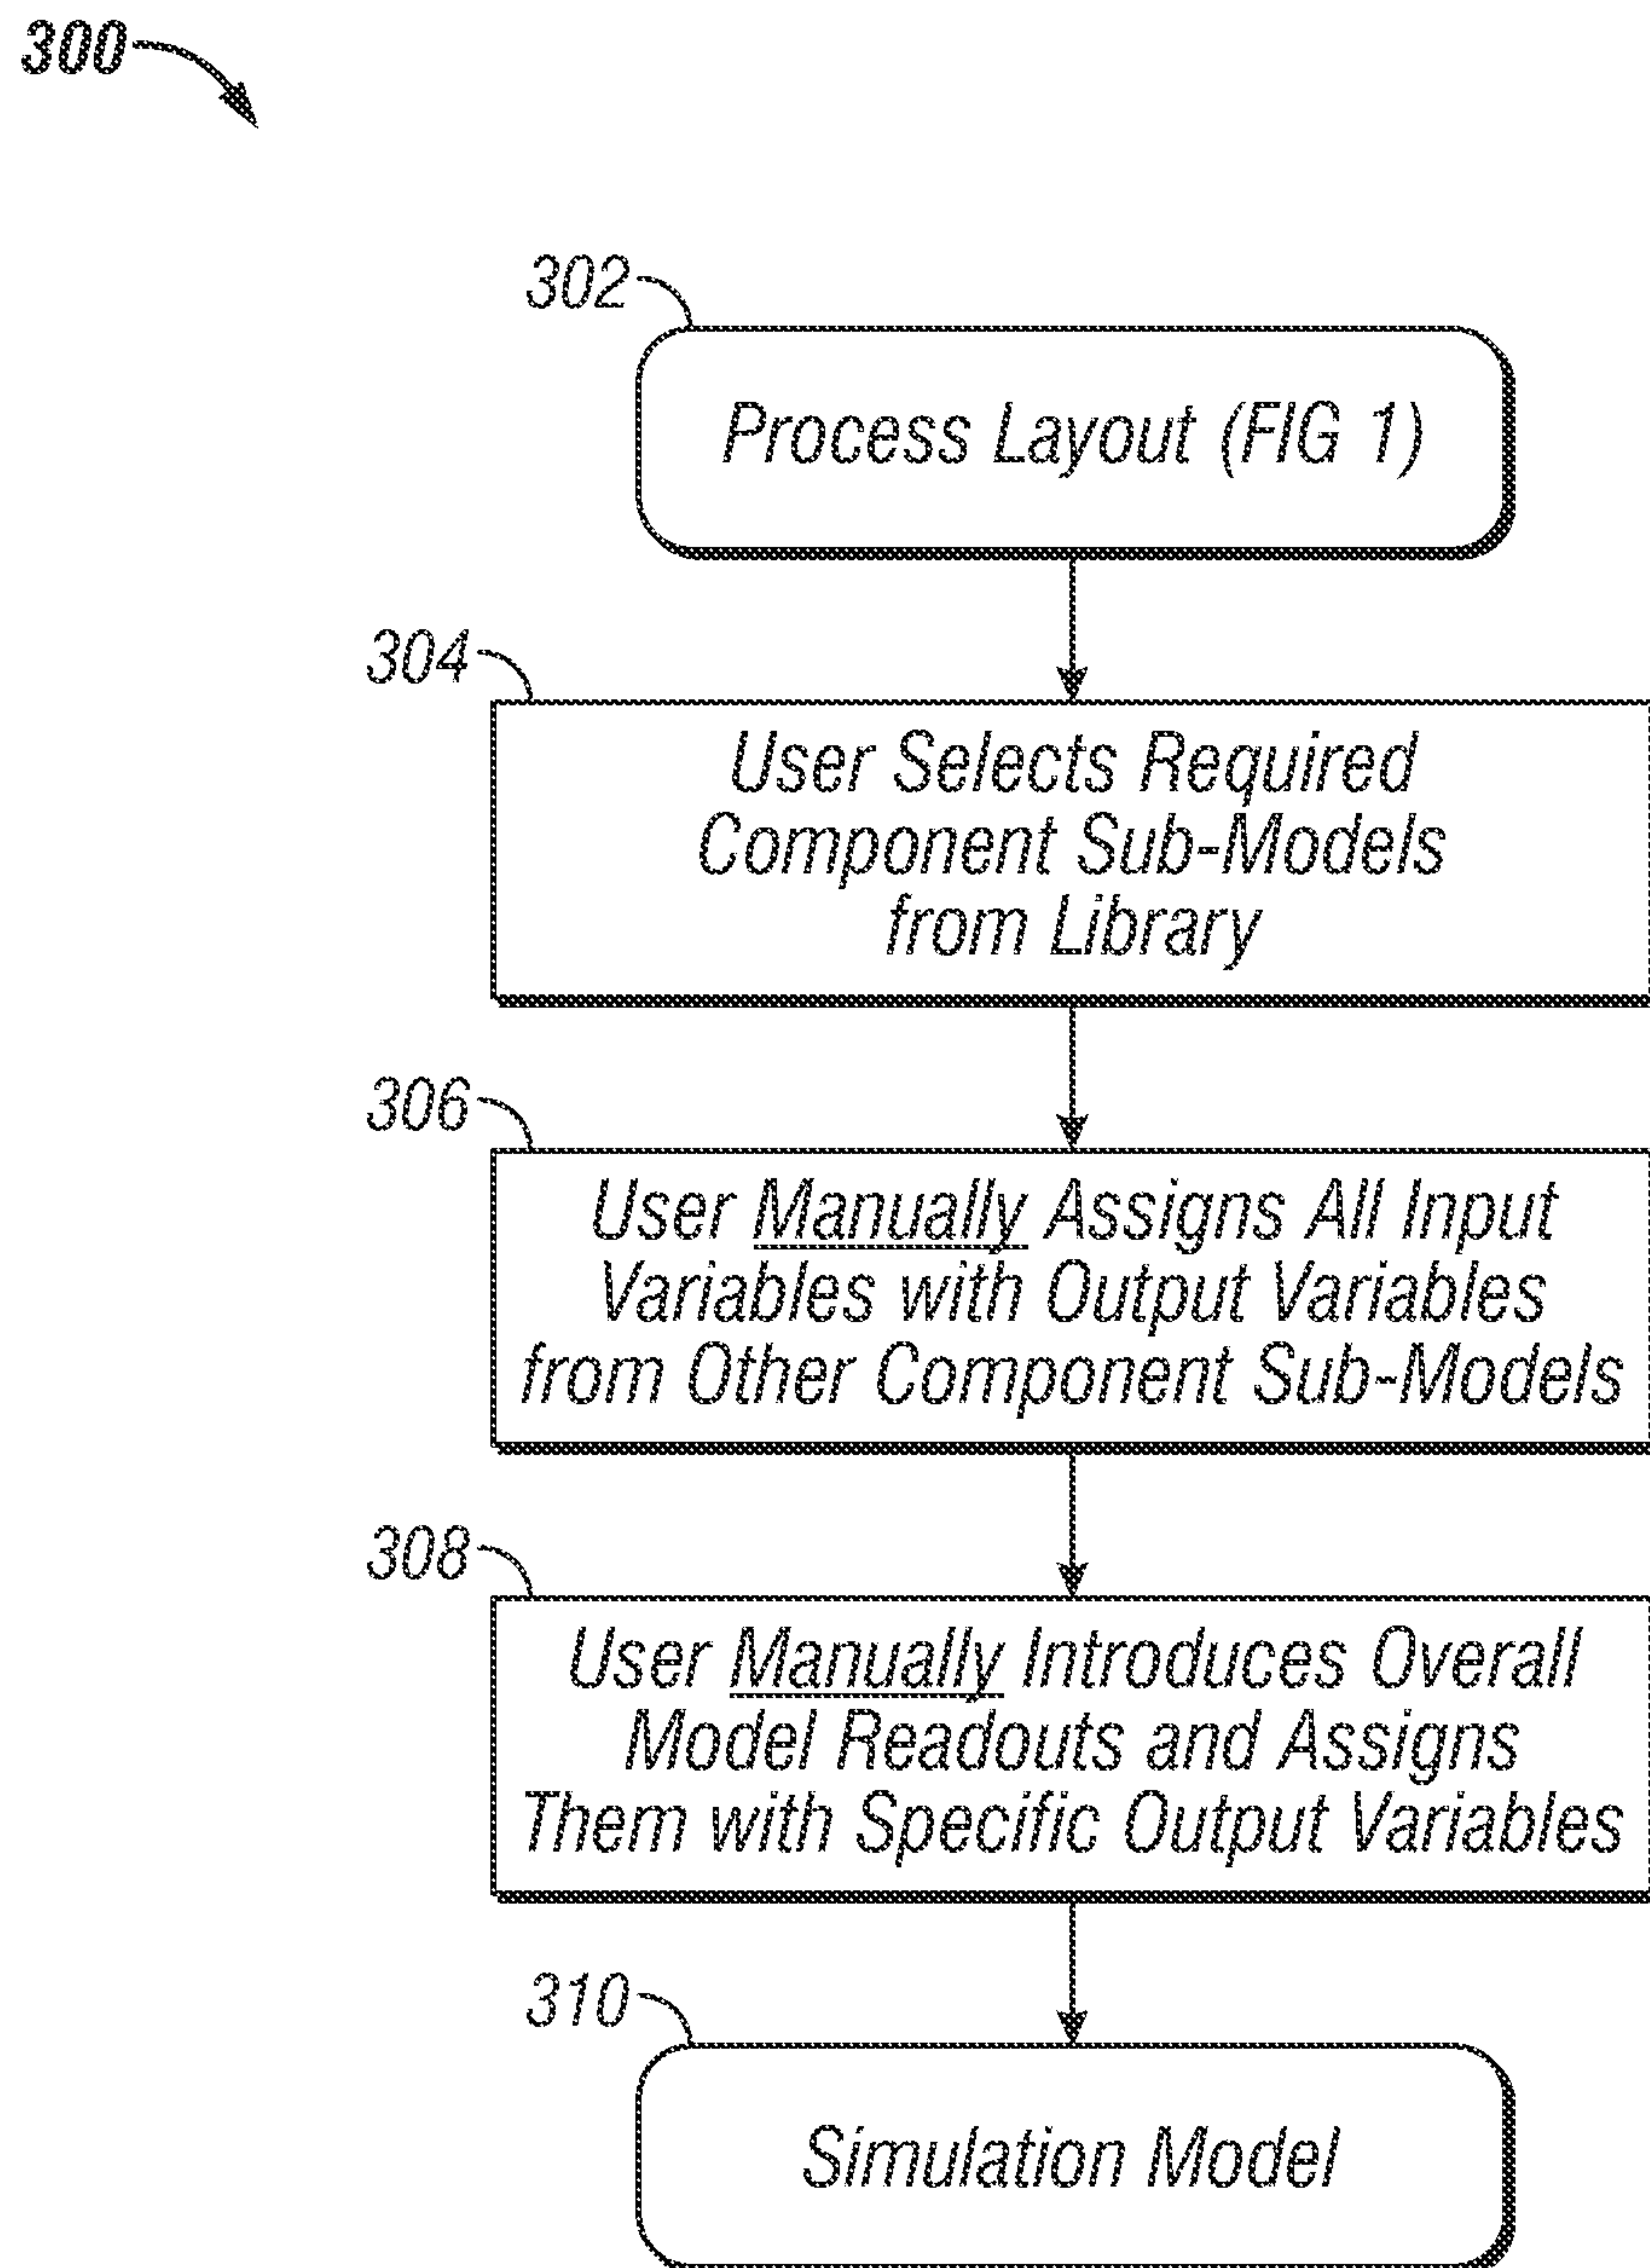 300
302
Process Layout (FIG 1)
304
User Selects Required
Component Sub-Models
from Library
306
User Manually Assigns All Input
Variables with Output Variables
from Other Component Sub-Models
308
User Manually Introduces Overall
Model Readouts and Assigns
Them with Specific Output Variables
310
Simulation Model